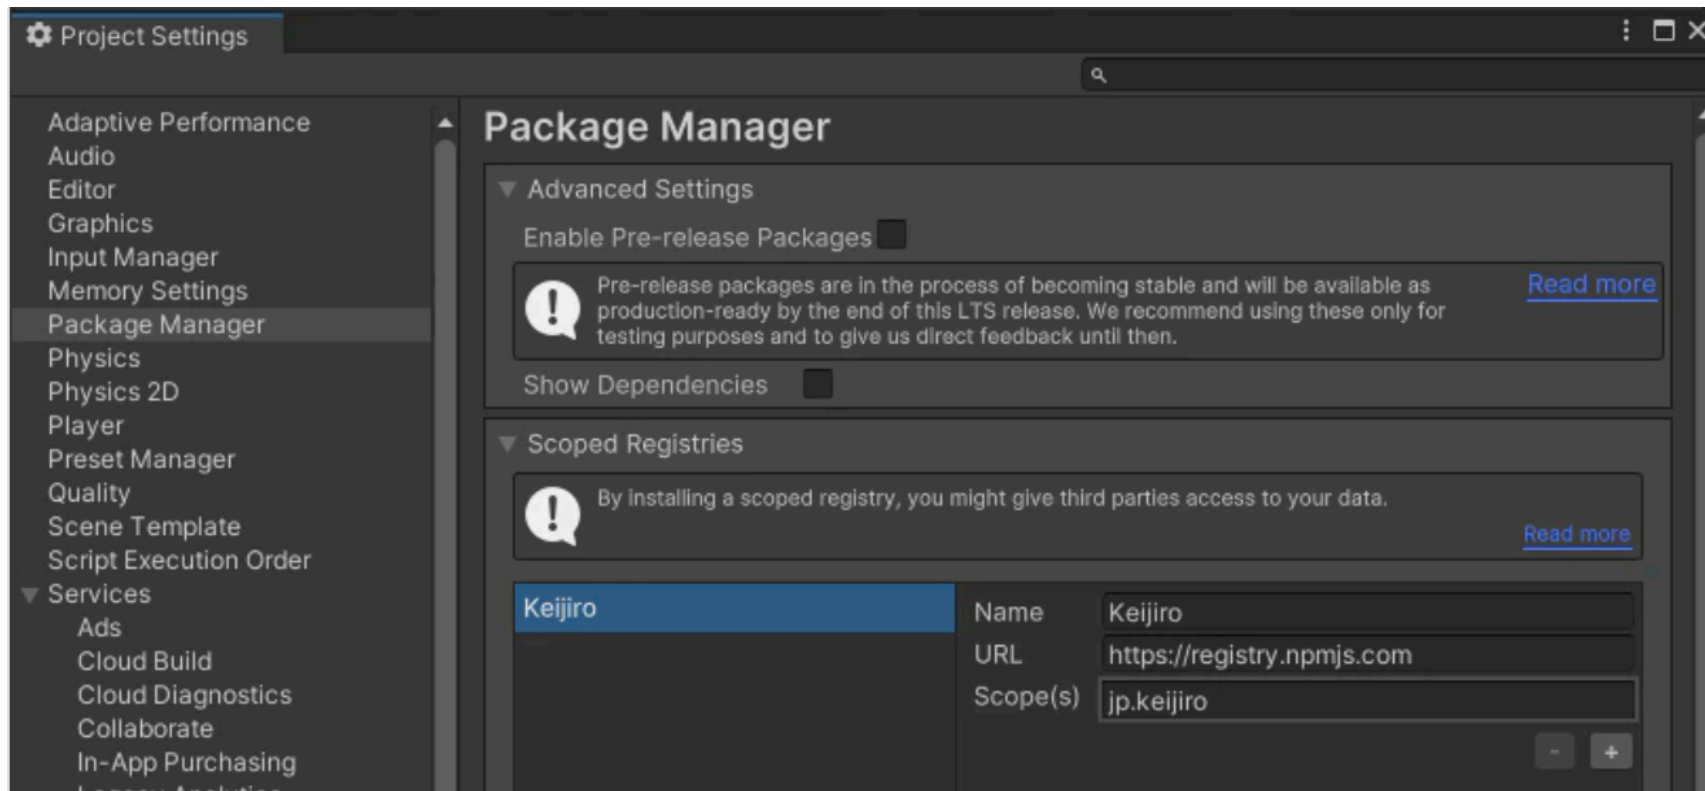 Project Settings
Adaptive Performance
Audio
Editor
Graphics
Input Manager
Memory Settings
Package Manager
Physics
Physics 2D
Player
Preset Manager
Quality
Scene Template
Script Execution Order
Services
Ads
Cloud Build
Cloud Diagnostics
Collaborate
In-App Purchasing
Package Manager
Advanced Settings
Enable Pre-release Packages
Pre-release packages are in the process of becoming stable and will be available as
production-ready by the end of this LTS release. We recommend using these only for
testing purposes and to give us direct feedback until then.
Read more
Show Dependencies
Scoped Registries
By installing a scoped registry, you might give third parties access to your data.
Read more
Keijiro
Name Keijiro
URL https://registry.npmjs.com
Scope(s) jp.keijiro
- +